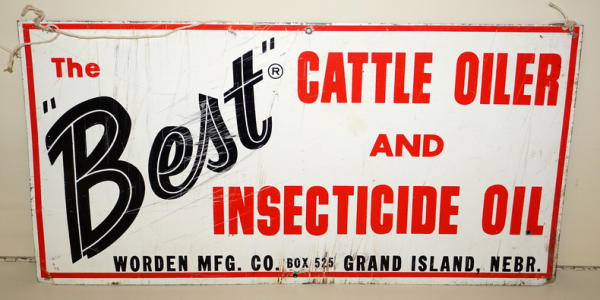 The
"Best"® CATTLE OILER
AND
INSECTICIDE OIL
WORDEN MFG. CO. BOX 525 GRAND ISLAND, NEBR.